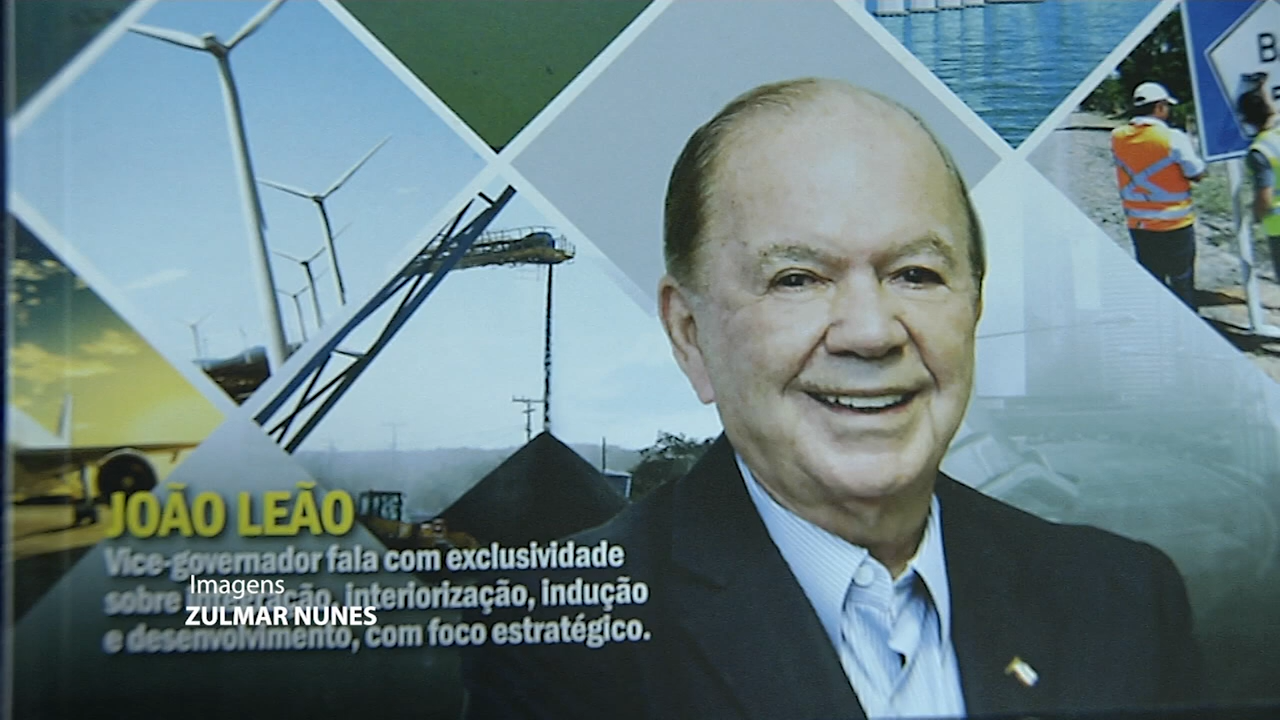 JOÃO LEÃO
Vice-governador fala com exclusividade
sobre interiorização, indução
e desenvolvimento, com foco estratégico.
Imagens
ZULMAR NUNES